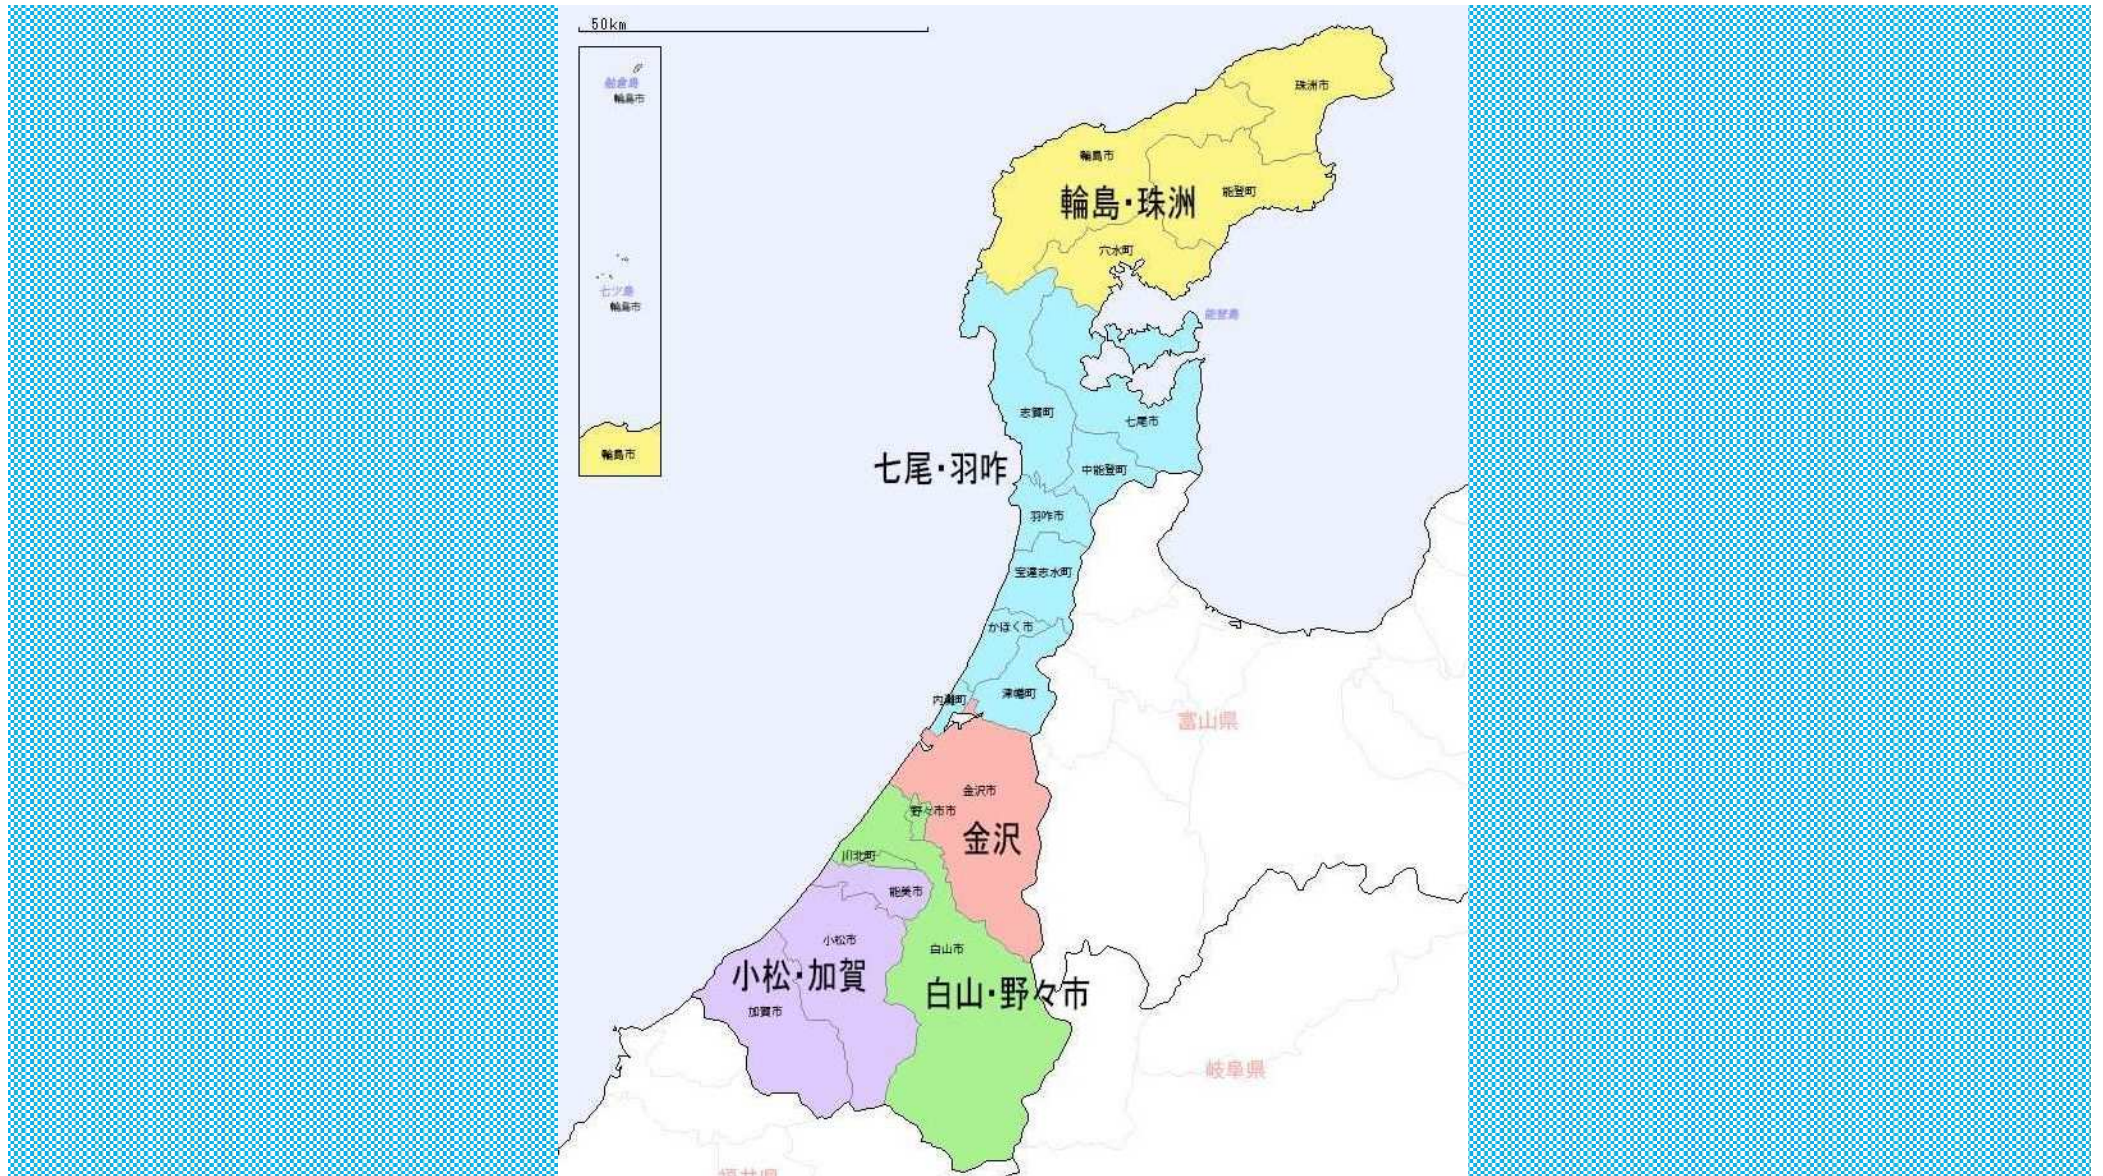 50km
舳倉島
輪島市
七ツ島
輪島市
輪島市
珠洲市
輪島市
能登町
輪島・珠洲
穴水町
能登島
志賀町
七尾市
七尾・羽咋
中能登町
羽咋市
宝達志水町
かほく市
内灘町
津幡町
富山県
金沢市
野々市市
金沢
川北町
能美市
小松市
白山市
小松・加賀
白山・野々市
加賀市
岐阜県
福井県